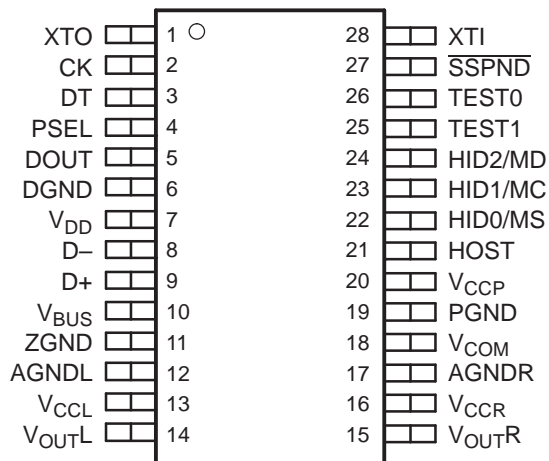 XTO 1 28 XTI
CK 2 27 SSPND
DT 3 26 TEST0
PSEL 4 25 TEST1
DOUT 5 24 HID2/MD
DGND 6 23 HID1/MC
VDD 7 22 HID0/MS
D– 8 21 HOST
D+ 9 20 VCCP
VBUS 10 19 PGND
ZGND 11 18 VCOM
AGNDL 12 17 AGNDR
VCCL 13 16 VCCR
VOUTL 14 15 VOUTR